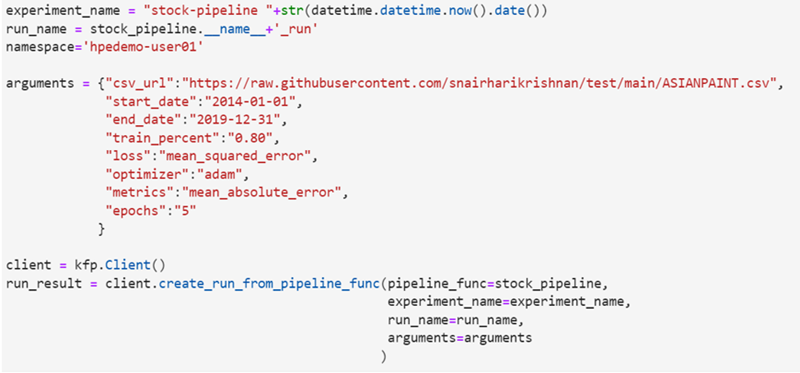 experiment_name = "stock-pipeline "+str(datetime.datetime.now().date())
run_name = stock_pipeline.__name__+'_run'
namespace='hpedemo-user01'
arguments = {"csv_url":"https://raw.githubusercontent.com/snairharikrishnan/test/main/ASIANPAINT.csv",
"start_date":"2014-01-01",
"end_date":"2019-12-31",
"train_percent":"0.80",
"loss":"mean_squared_error",
"optimizer":"adam",
"metrics":"mean_absolute_error",
"epochs":"5"
}
client = kfp.Client()
run_result = client.create_run_from_pipeline_func(pipeline_func=stock_pipeline,
experiment_name=experiment_name,
run_name=run_name,
arguments=arguments
)